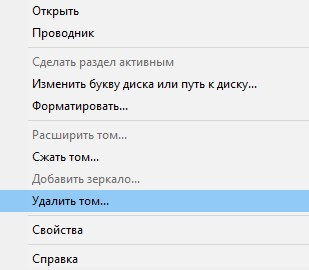 Открыть
Проводник
Сделать раздел активным
Изменить букву диска или путь к диску...
Форматировать...
Расширить том...
Сжать том...
Добавить зеркало...
Удалить том...
Свойства
Справка